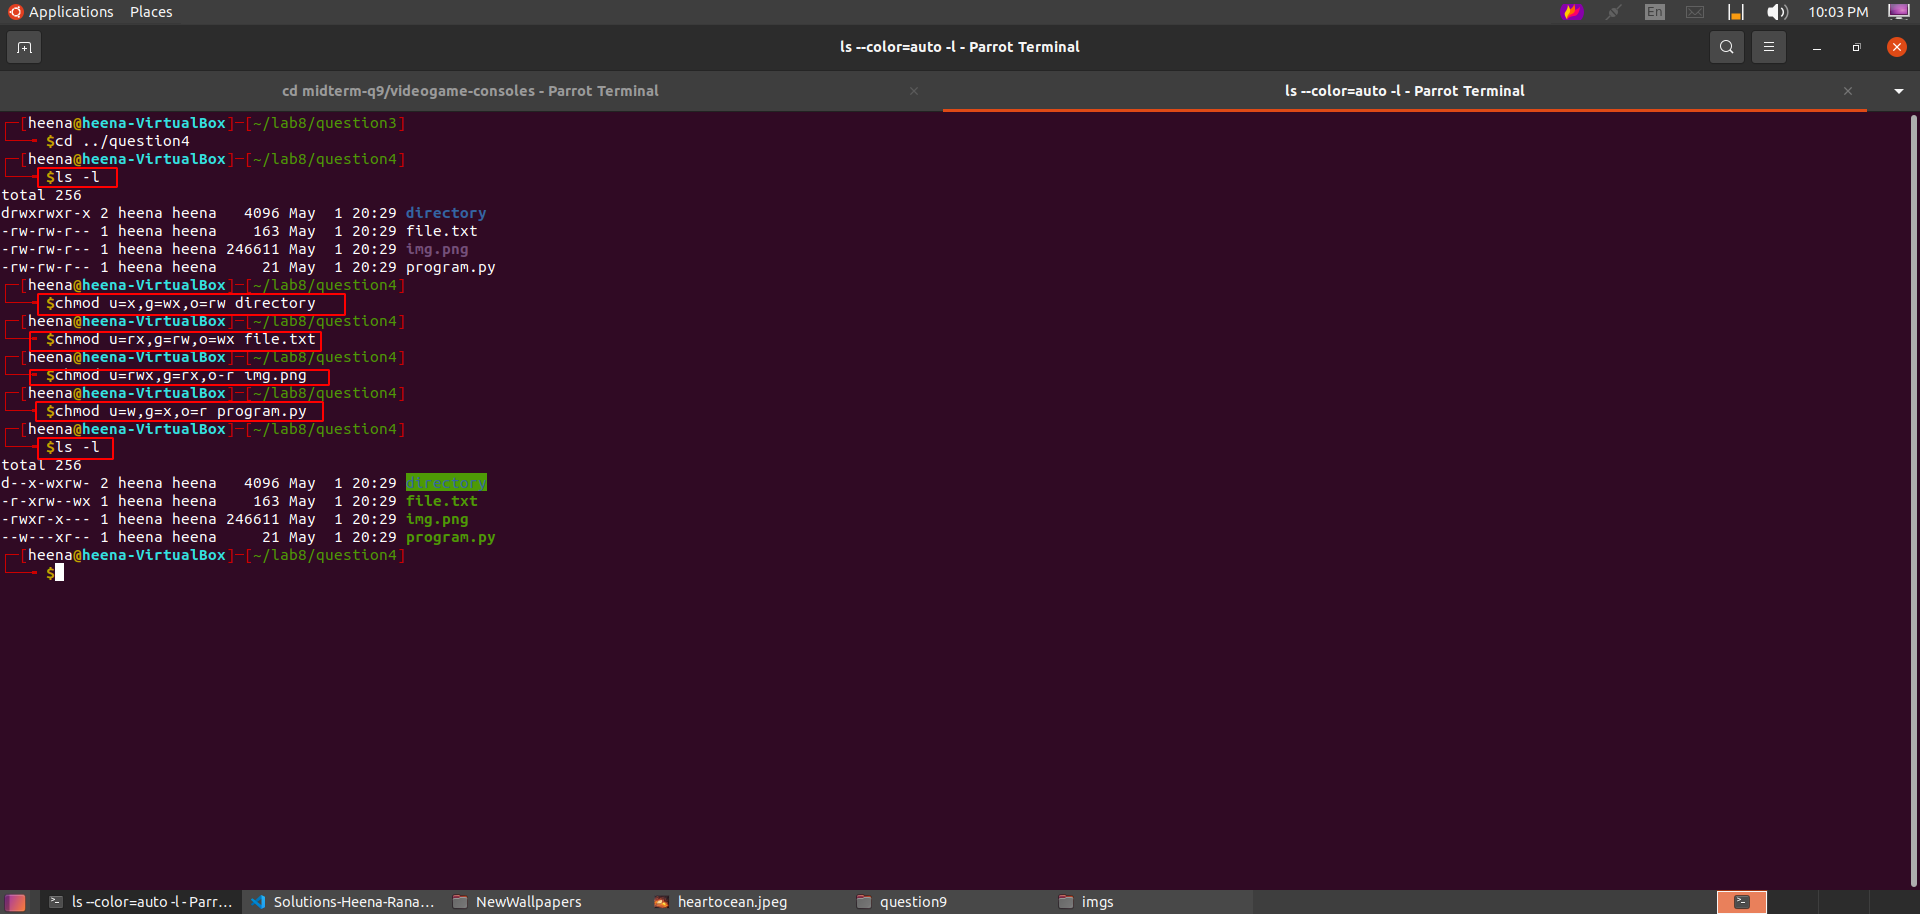 Applications Places En 10:03 PM
ls --color=auto -l - Parrot Terminal
cd midterm-q9/videogame-consoles - Parrot Terminal
ls --color=auto -l - Parrot Terminal
[heena@heena-VirtualBox]-[~/lab8/question3]
$cd ../question4
[heena@heena-VirtualBox]-[~/lab8/question4]
$ls -l
total 256
drwxrwxr-x 2 heena heena   4096 May  1 20:29 directory
-rw-rw-r-- 1 heena heena    163 May  1 20:29 file.txt
-rw-rw-r-- 1 heena heena 246611 May  1 20:29 img.png
-rw-rw-r-- 1 heena heena     21 May  1 20:29 program.py
[heena@heena-VirtualBox]-[~/lab8/question4]
$chmod u=x,g=wx,o=rw directory
[heena@heena-VirtualBox]-[~/lab8/question4]
$chmod u=rx,g=rw,o=wx file.txt
[heena@heena-VirtualBox]-[~/lab8/question4]
$chmod u=rwx,g=rx,o-r img.png
[heena@heena-VirtualBox]-[~/lab8/question4]
$chmod u=w,g=x,o=r program.py
[heena@heena-VirtualBox]-[~/lab8/question4]
$ls -l
total 256
d--x-wxrw- 2 heena heena   4096 May  1 20:29 directory
-r-xrw--wx 1 heena heena    163 May  1 20:29 file.txt
-rwxr-x--- 1 heena heena 246611 May  1 20:29 img.png
--w---xr-- 1 heena heena     21 May  1 20:29 program.py
[heena@heena-VirtualBox]-[~/lab8/question4]
$
ls --color=auto -l - Parr... Solutions-Heena-Rana... NewWallpapers heartocean.jpeg question9 imgs